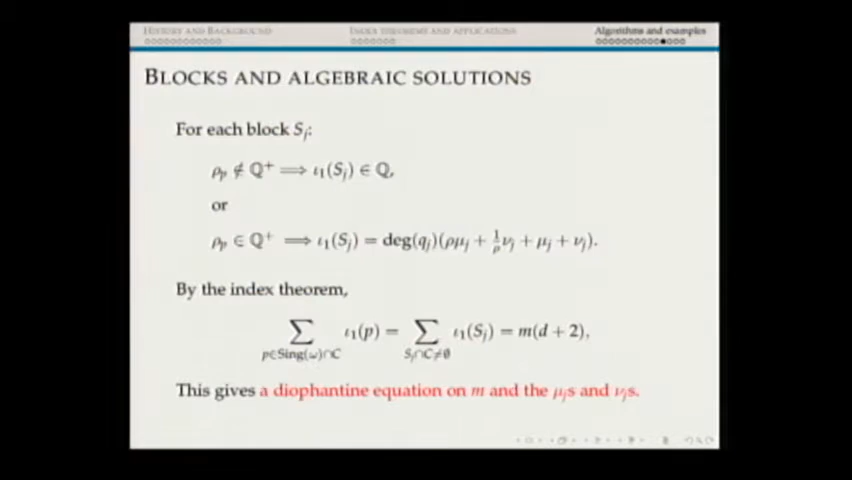 HISTORY AND BACKGROUND INDEX THEOREMS AND APPLICATIONS Algorithms and examples
BLOCKS AND ALGEBRAIC SOLUTIONS
For each block S_j:
ρ_p ∉ ℚ⁺ ⟹ ι₁(S_j) ∈ ℚ,
or
ρ_p ∈ ℚ⁺ ⟹ ι₁(S_j) = deg(q_j)(ρμ_j + 1/ρ ν_j + μ_j + ν_j).
By the index theorem,
∑_{p∈Sing(ω)∩C} ι₁(p) = ∑_{S_j∩C≠∅} ι₁(S_j) = m(d + 2),
This gives a diophantine equation on m and the μ_js and ν_js.